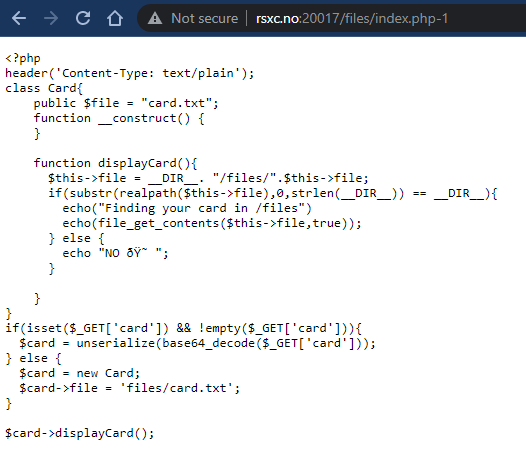 Not secure | rsxc.no:20017/files/index.php-1
<?php
header('Content-Type: text/plain');
class Card{
    public $file = "card.txt";
    function __construct() {
    }

    function displayCard(){
      $this->file = __DIR__. "/files/".$this->file;
      if(substr(realpath($this->file),0,strlen(__DIR__)) == __DIR__){
        echo("Finding your card in /files")
        echo(file_get_contents($this->file,true));
      } else {
        echo "NO ðŸ˜ ";
      }

    }
}
if(isset($_GET['card']) && !empty($_GET['card'])){
  $card = unserialize(base64_decode($_GET['card']));
} else {
  $card = new Card;
  $card->file = 'files/card.txt';
}

$card->displayCard();